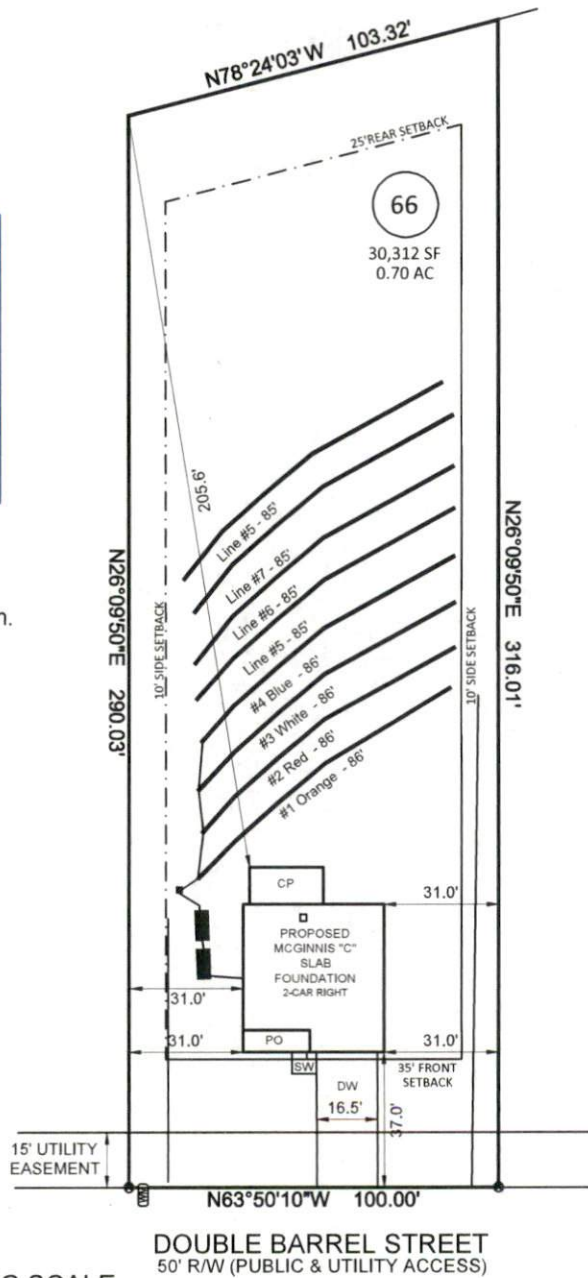 N78°24'03"W 103.32'
25'REAR SETBACK
66
30,312 SF
0.70 AC
205.6'
Line #5 - 85'
Line #7 - 85'
Line #6 - 85'
Line #5 - 85'
#4 Blue - 86'
#3 White - 86'
#2 Red - 86'
#1 Orange - 86'
N26°09'50"E 290.03'
10' SIDE SETBACK
10' SIDE SETBACK
N26°09'50"E 316.01'
CP
PROPOSED
MCGINNIS "C"
SLAB
FOUNDATION
2-CAR RIGHT
31.0'
31.0'
31.0'
31.0'
PO
SW
DW
16.5'
37.0'
35' FRONT
SETBACK
15' UTILITY
EASEMENT
WM
N63°50'10"W 100.00'
DOUBLE BARREL STREET
50' R/W (PUBLIC & UTILITY ACCESS)